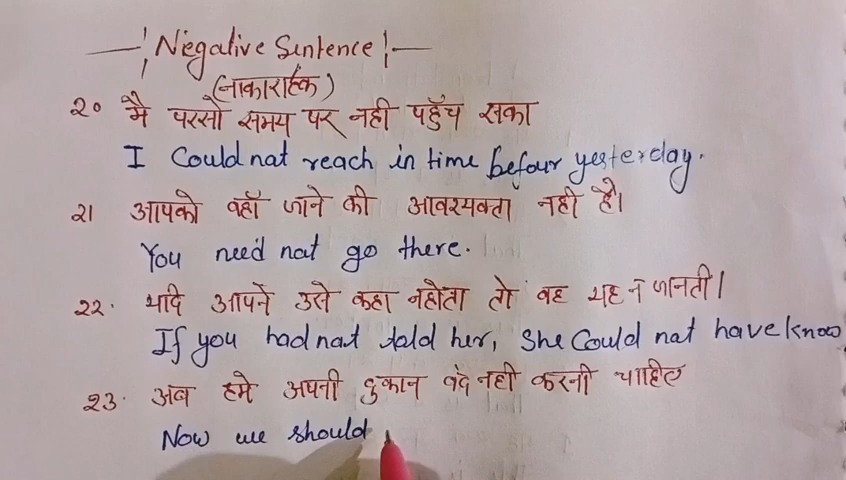 Negative Sentence
(नाकारात्मक)
२० मै परसो समय पर नही पहुँच सका
I Could nat reach in time befour yesterday.
२१ आपको वहाँ जाने की आवश्यक्ता नही है।
You need nat go there.
२२. यदि आपने उसे कहा नहोता तो वह यह न जानती।
If you had nat told her, She Could nat have know
२३. अब हमे अपनी दुकान बंद नही करनी चाहिए
Now we should